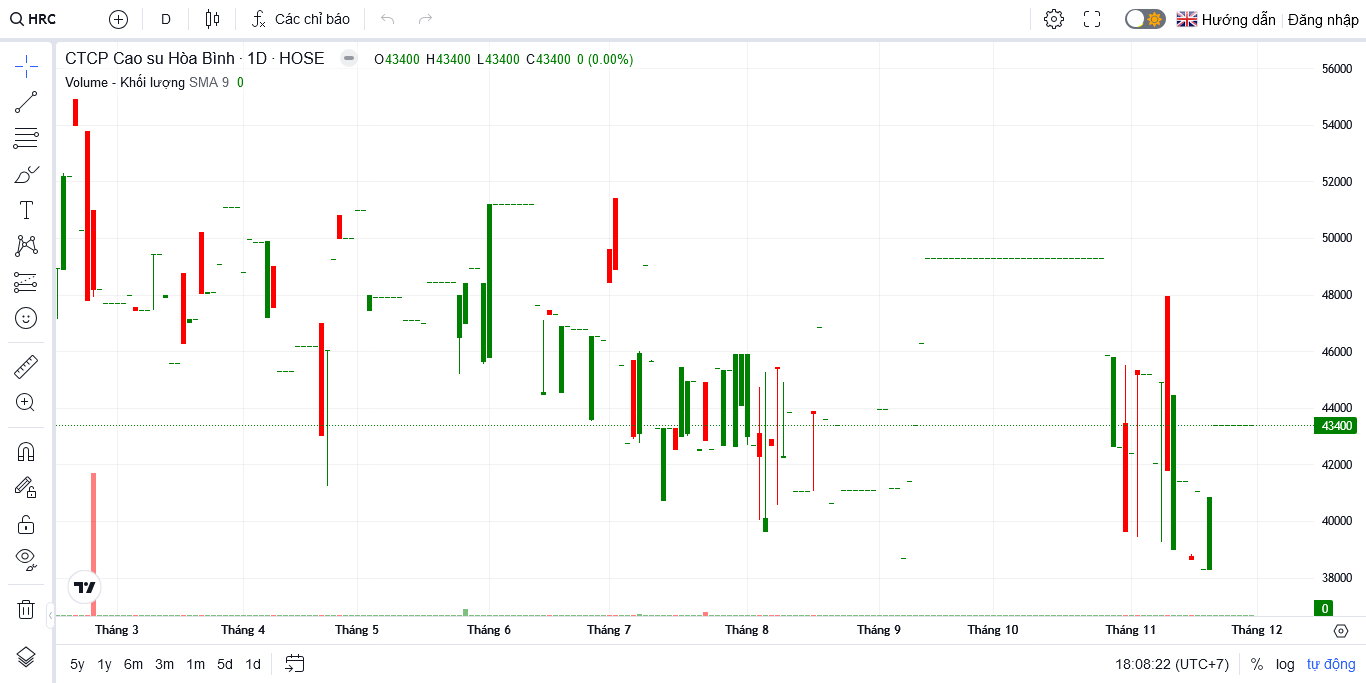 HRC D Các chỉ báo Hướng dẫn Đăng nhập
CTCP Cao su Hòa Bình · 1D · HOSE O43400 H43400 L43400 C43400 0 (0.00%)
Volume - Khối lượng SMA 9 0
56000
54000
52000
50000
48000
46000
44000
43400
42000
40000
38000
0
Tháng 3 Tháng 4 Tháng 5 Tháng 6 Tháng 7 Tháng 8 Tháng 9 Tháng 10 Tháng 11 Tháng 12
5y 1y 6m 3m 1m 5d 1d 18:08:22 (UTC+7) % log tự động